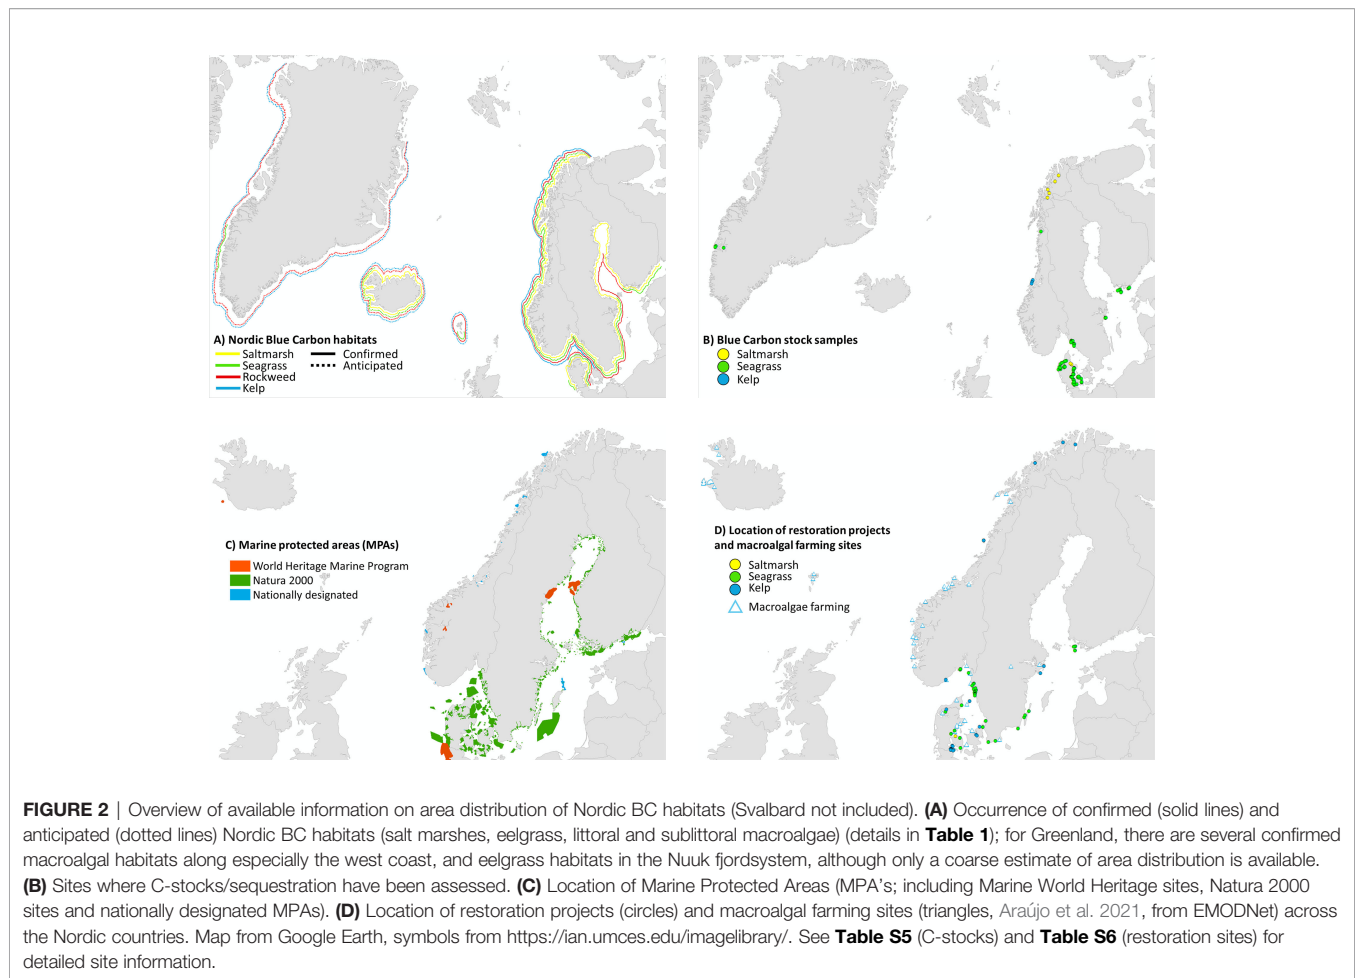 A) Nordic Blue Carbon habitats
Saltmarsh
Seagrass
Rockweed
Kelp
Confirmed
Anticipated
B) Blue Carbon stock samples
Saltmarsh
Seagrass
Kelp
C) Marine protected areas (MPAs)
World Heritage Marine Program
Natura 2000
Nationally designated
D) Location of restoration projects
and macroalgal farming sites
Saltmarsh
Seagrass
Kelp
Macroalgae farming
FIGURE 2 | Overview of available information on area distribution of Nordic BC habitats (Svalbard not included). (A) Occurrence of confirmed (solid lines) and
anticipated (dotted lines) Nordic BC habitats (salt marshes, eelgrass, littoral and sublittoral macroalgae) (details in Table 1); for Greenland, there are several confirmed
macroalgal habitats along especially the west coast, and eelgrass habitats in the Nuuk fjordsystem, although only a coarse estimate of area distribution is available.
(B) Sites where C-stocks/sequestration have been assessed. (C) Location of Marine Protected Areas (MPA's; including Marine World Heritage sites, Natura 2000
sites and nationally designated MPAs). (D) Location of restoration projects (circles) and macroalgal farming sites (triangles, Araújo et al. 2021, from EMODNet) across
the Nordic countries. Map from Google Earth, symbols from https://ian.umces.edu/imagelibrary/. See Table S5 (C-stocks) and Table S6 (restoration sites) for
detailed site information.